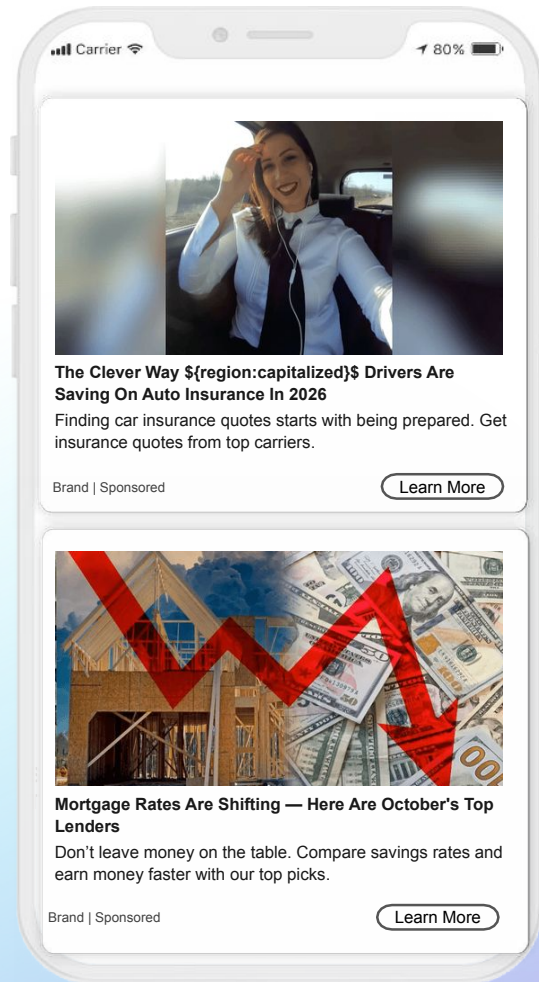 Carrier
80%
The Clever Way ${region:capitalized}$ Drivers Are
Saving On Auto Insurance In 2026
Finding car insurance quotes starts with being prepared. Get
insurance quotes from top carriers.
Brand | Sponsored
Learn More
50
100
Mortgage Rates Are Shifting — Here Are October's Top
Lenders
Don’t leave money on the table. Compare savings rates and
earn money faster with our top picks.
Brand | Sponsored
Learn More